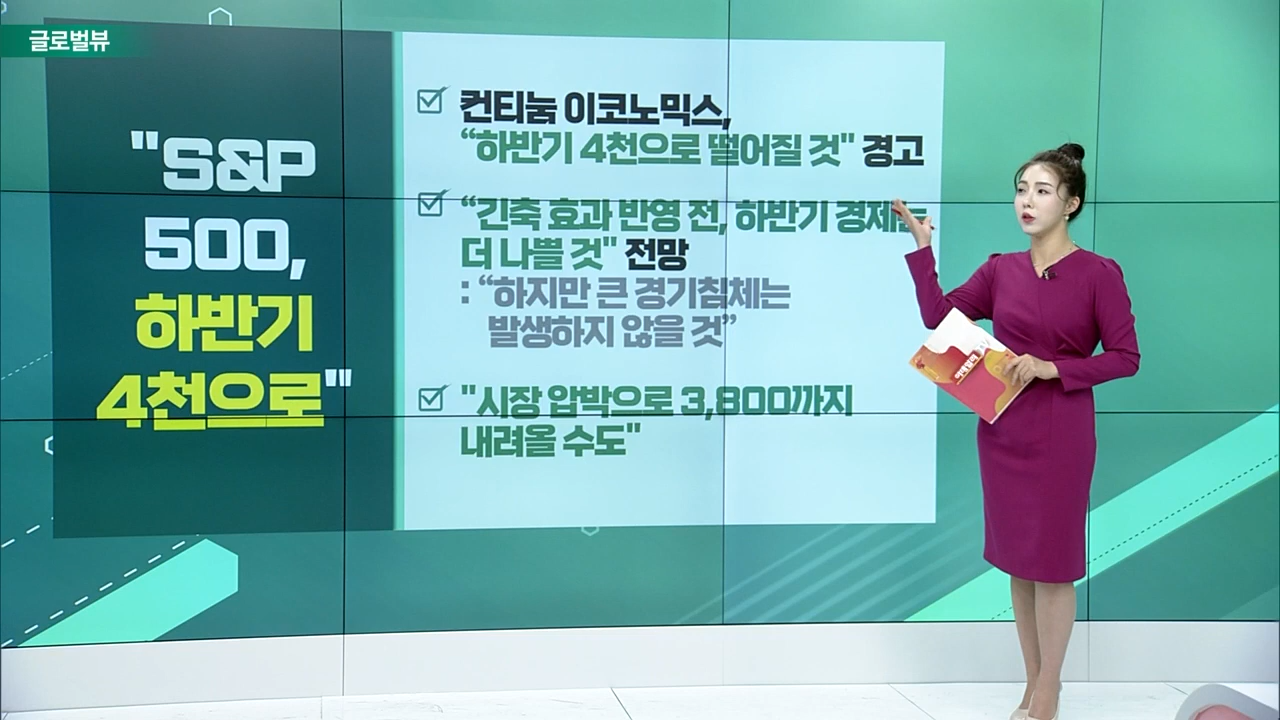 글로벌뷰
"S&P
500,
하반기
4천으로"
컨티눔 이코노믹스,
“하반기 4천으로 떨어질 것" 경고
“긴축 효과 반영 전, 하반기 경제는
더 나쁠 것" 전망
: “하지만 큰 경기침체는
발생하지 않을 것”
"시장 압박으로 3,800까지
내려올 수도"